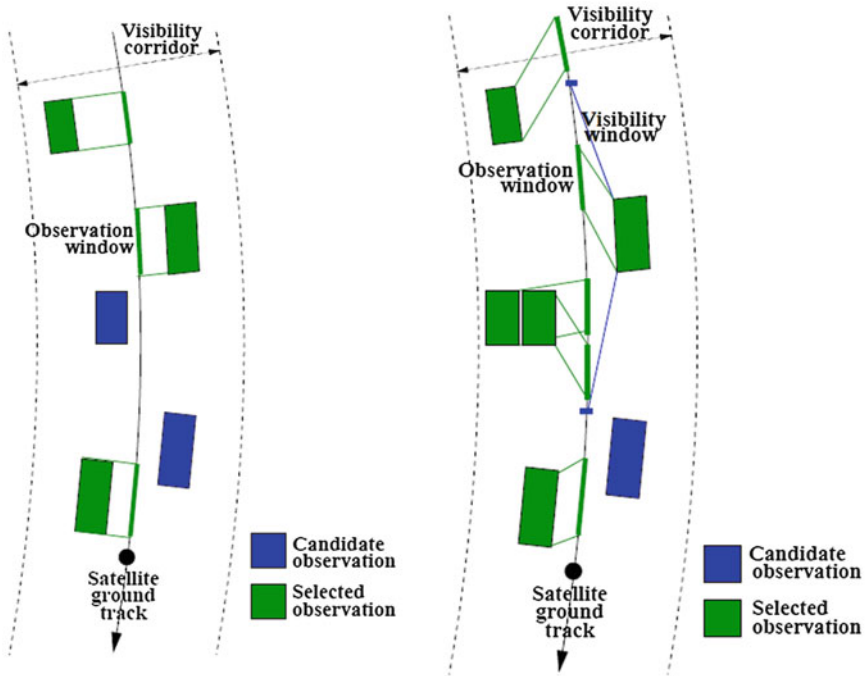 Visibility
corridor
Observation
window
Satellite
ground
track
Candidate
observation
Selected
observation
Visibility
corridor
Visibility
window
Observation
window
Satellite
ground
track
Candidate
observation
Selected
observation